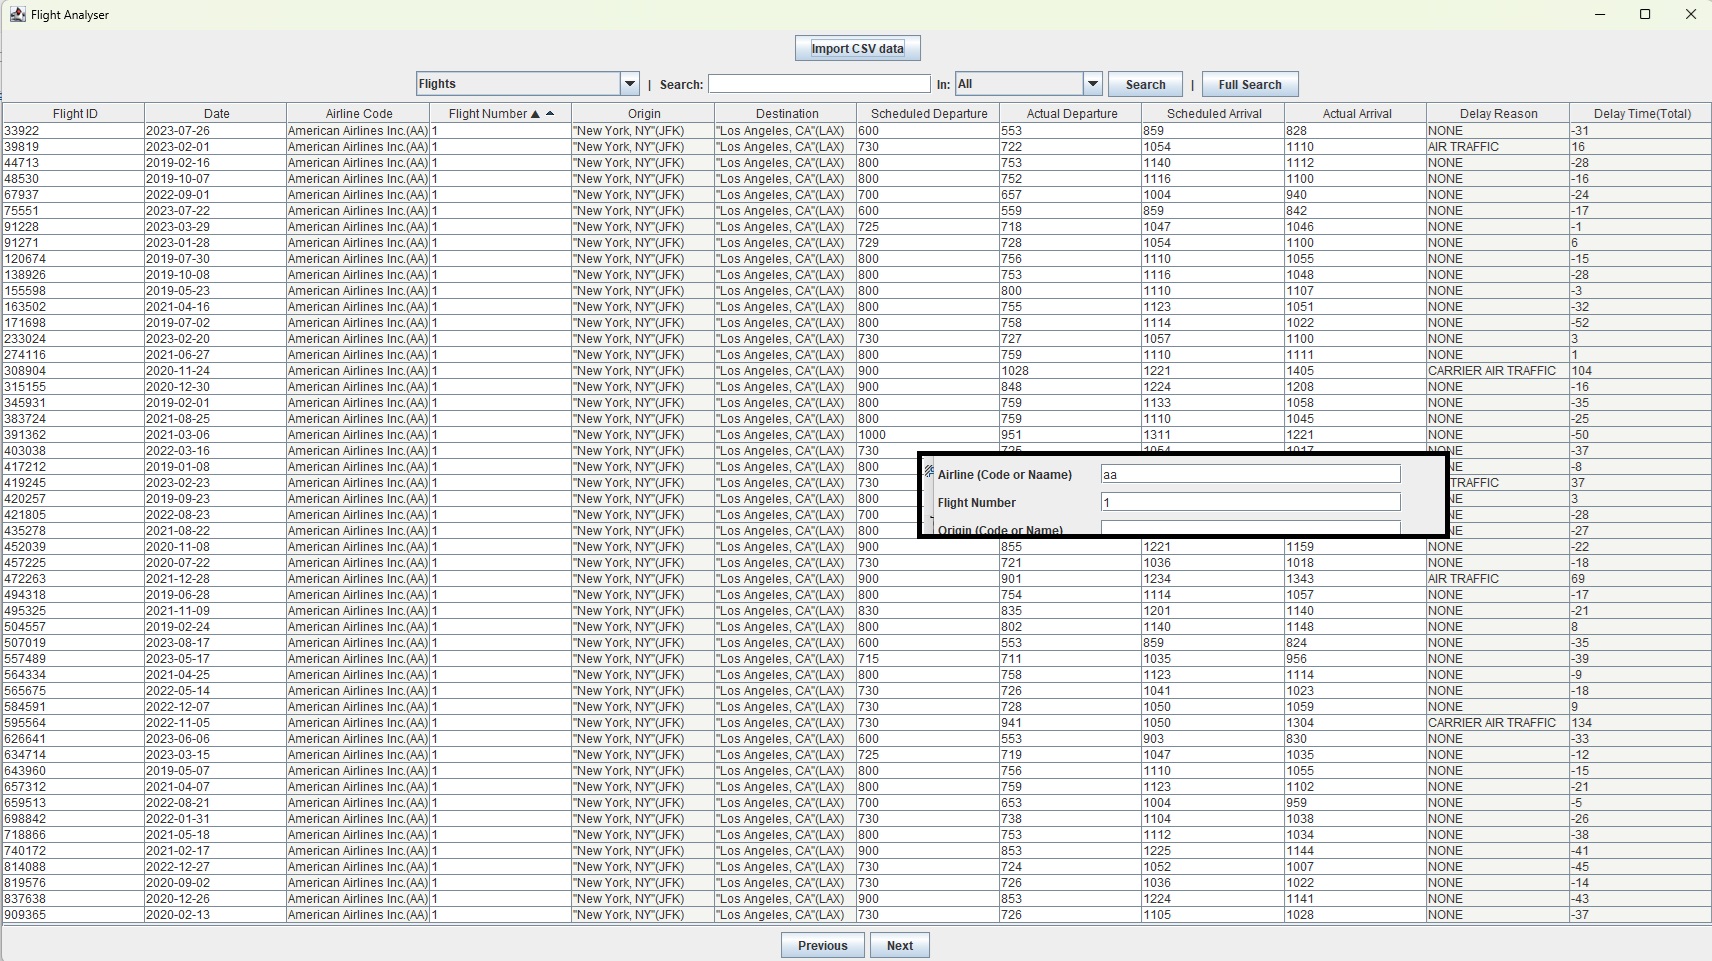 Flight Analyser
Import CSV data
Flights | Search: In: All Search | Full Search
Flight ID Date Airline Code Flight Number ▲ Origin Destination Scheduled Departure Actual Departure Scheduled Arrival Actual Arrival Delay Reason Delay Time(Total)
33922 2023-07-26 American Airlines Inc.(AA) 1 "New York, NY"(JFK) "Los Angeles, CA"(LAX) 600 553 859 828 NONE -31
39819 2023-02-01 American Airlines Inc.(AA) 1 "New York, NY"(JFK) "Los Angeles, CA"(LAX) 730 722 1054 1110 AIR TRAFFIC 16
44713 2019-02-16 American Airlines Inc.(AA) 1 "New York, NY"(JFK) "Los Angeles, CA"(LAX) 800 753 1140 1112 NONE -28
48530 2019-10-07 American Airlines Inc.(AA) 1 "New York, NY"(JFK) "Los Angeles, CA"(LAX) 800 752 1116 1100 NONE -16
67937 2022-09-01 American Airlines Inc.(AA) 1 "New York, NY"(JFK) "Los Angeles, CA"(LAX) 700 657 1004 940 NONE -24
75551 2023-07-22 American Airlines Inc.(AA) 1 "New York, NY"(JFK) "Los Angeles, CA"(LAX) 600 559 859 842 NONE -17
91228 2023-03-29 American Airlines Inc.(AA) 1 "New York, NY"(JFK) "Los Angeles, CA"(LAX) 725 718 1047 1046 NONE -1
91271 2023-01-28 American Airlines Inc.(AA) 1 "New York, NY"(JFK) "Los Angeles, CA"(LAX) 729 728 1054 1100 NONE 6
120674 2019-07-30 American Airlines Inc.(AA) 1 "New York, NY"(JFK) "Los Angeles, CA"(LAX) 800 756 1110 1055 NONE -15
138926 2019-10-08 American Airlines Inc.(AA) 1 "New York, NY"(JFK) "Los Angeles, CA"(LAX) 800 753 1116 1048 NONE -28
155598 2019-05-23 American Airlines Inc.(AA) 1 "New York, NY"(JFK) "Los Angeles, CA"(LAX) 800 800 1110 1107 NONE -3
163502 2021-04-16 American Airlines Inc.(AA) 1 "New York, NY"(JFK) "Los Angeles, CA"(LAX) 800 755 1123 1051 NONE -32
171698 2019-07-02 American Airlines Inc.(AA) 1 "New York, NY"(JFK) "Los Angeles, CA"(LAX) 800 758 1114 1022 NONE -52
233024 2023-02-20 American Airlines Inc.(AA) 1 "New York, NY"(JFK) "Los Angeles, CA"(LAX) 730 727 1057 1100 NONE 3
274116 2021-06-27 American Airlines Inc.(AA) 1 "New York, NY"(JFK) "Los Angeles, CA"(LAX) 800 759 1110 1111 NONE 1
308904 2020-11-24 American Airlines Inc.(AA) 1 "New York, NY"(JFK) "Los Angeles, CA"(LAX) 900 1028 1221 1405 CARRIER AIR TRAFFIC 104
315155 2020-12-30 American Airlines Inc.(AA) 1 "New York, NY"(JFK) "Los Angeles, CA"(LAX) 900 848 1224 1208 NONE -16
345931 2019-02-01 American Airlines Inc.(AA) 1 "New York, NY"(JFK) "Los Angeles, CA"(LAX) 800 759 1133 1058 NONE -35
383724 2021-08-25 American Airlines Inc.(AA) 1 "New York, NY"(JFK) "Los Angeles, CA"(LAX) 800 759 1110 1045 NONE -25
391362 2021-03-06 American Airlines Inc.(AA) 1 "New York, NY"(JFK) "Los Angeles, CA"(LAX) 1000 951 1311 1221 NONE -50
403038 2022-03-16 American Airlines Inc.(AA) 1 "New York, NY"(JFK) "Los Angeles, CA"(LAX) 730 NONE -37
417212 2019-01-08 American Airlines Inc.(AA) 1 "New York, NY"(JFK) "Los Angeles, CA"(LAX) 800 -8
419245 2023-02-23 American Airlines Inc.(AA) 1 "New York, NY"(JFK) "Los Angeles, CA"(LAX) 730 TRAFFIC 37
420257 2019-09-23 American Airlines Inc.(AA) 1 "New York, NY"(JFK) "Los Angeles, CA"(LAX) 800 3
421805 2022-08-23 American Airlines Inc.(AA) 1 "New York, NY"(JFK) "Los Angeles, CA"(LAX) 700 -28
435278 2021-08-22 American Airlines Inc.(AA) 1 "New York, NY"(JFK) "Los Angeles, CA"(LAX) 800 -27
Airline (Code or Naame) aa
Flight Number 1
Origin (Code or Name)
452039 2020-11-08 American Airlines Inc.(AA) 1 "New York, NY"(JFK) "Los Angeles, CA"(LAX) 900 855 1221 1159 NONE -22
457225 2020-07-22 American Airlines Inc.(AA) 1 "New York, NY"(JFK) "Los Angeles, CA"(LAX) 730 721 1036 1018 NONE -18
472263 2021-12-28 American Airlines Inc.(AA) 1 "New York, NY"(JFK) "Los Angeles, CA"(LAX) 900 901 1234 1343 AIR TRAFFIC 69
494318 2019-06-28 American Airlines Inc.(AA) 1 "New York, NY"(JFK) "Los Angeles, CA"(LAX) 800 754 1114 1057 NONE -17
495325 2021-11-09 American Airlines Inc.(AA) 1 "New York, NY"(JFK) "Los Angeles, CA"(LAX) 830 835 1201 1140 NONE -21
504557 2019-02-24 American Airlines Inc.(AA) 1 "New York, NY"(JFK) "Los Angeles, CA"(LAX) 800 802 1140 1148 NONE 8
507019 2023-08-17 American Airlines Inc.(AA) 1 "New York, NY"(JFK) "Los Angeles, CA"(LAX) 600 553 859 824 NONE -35
557489 2023-05-17 American Airlines Inc.(AA) 1 "New York, NY"(JFK) "Los Angeles, CA"(LAX) 715 711 1035 956 NONE -39
564334 2021-04-25 American Airlines Inc.(AA) 1 "New York, NY"(JFK) "Los Angeles, CA"(LAX) 800 758 1123 1114 NONE -9
565675 2022-05-14 American Airlines Inc.(AA) 1 "New York, NY"(JFK) "Los Angeles, CA"(LAX) 730 726 1041 1023 NONE -18
584591 2022-12-07 American Airlines Inc.(AA) 1 "New York, NY"(JFK) "Los Angeles, CA"(LAX) 730 728 1050 1059 NONE 9
595564 2022-11-05 American Airlines Inc.(AA) 1 "New York, NY"(JFK) "Los Angeles, CA"(LAX) 730 941 1050 1304 CARRIER AIR TRAFFIC 134
626641 2023-06-06 American Airlines Inc.(AA) 1 "New York, NY"(JFK) "Los Angeles, CA"(LAX) 600 553 903 830 NONE -33
634714 2023-03-15 American Airlines Inc.(AA) 1 "New York, NY"(JFK) "Los Angeles, CA"(LAX) 725 719 1047 1035 NONE -12
643960 2019-05-07 American Airlines Inc.(AA) 1 "New York, NY"(JFK) "Los Angeles, CA"(LAX) 800 756 1110 1055 NONE -15
657312 2021-04-07 American Airlines Inc.(AA) 1 "New York, NY"(JFK) "Los Angeles, CA"(LAX) 800 759 1123 1102 NONE -21
659513 2022-08-21 American Airlines Inc.(AA) 1 "New York, NY"(JFK) "Los Angeles, CA"(LAX) 700 653 1004 959 NONE -5
698842 2022-01-31 American Airlines Inc.(AA) 1 "New York, NY"(JFK) "Los Angeles, CA"(LAX) 730 738 1104 1038 NONE -26
718866 2021-05-18 American Airlines Inc.(AA) 1 "New York, NY"(JFK) "Los Angeles, CA"(LAX) 800 753 1112 1034 NONE -38
740172 2021-02-17 American Airlines Inc.(AA) 1 "New York, NY"(JFK) "Los Angeles, CA"(LAX) 900 853 1225 1144 NONE -41
814088 2022-12-27 American Airlines Inc.(AA) 1 "New York, NY"(JFK) "Los Angeles, CA"(LAX) 730 724 1052 1007 NONE -45
819576 2020-09-02 American Airlines Inc.(AA) 1 "New York, NY"(JFK) "Los Angeles, CA"(LAX) 730 726 1036 1022 NONE -14
837638 2020-12-26 American Airlines Inc.(AA) 1 "New York, NY"(JFK) "Los Angeles, CA"(LAX) 900 853 1224 1141 NONE -43
909365 2020-02-13 American Airlines Inc.(AA) 1 "New York, NY"(JFK) "Los Angeles, CA"(LAX) 730 726 1105 1028 NONE -37
Previous Next